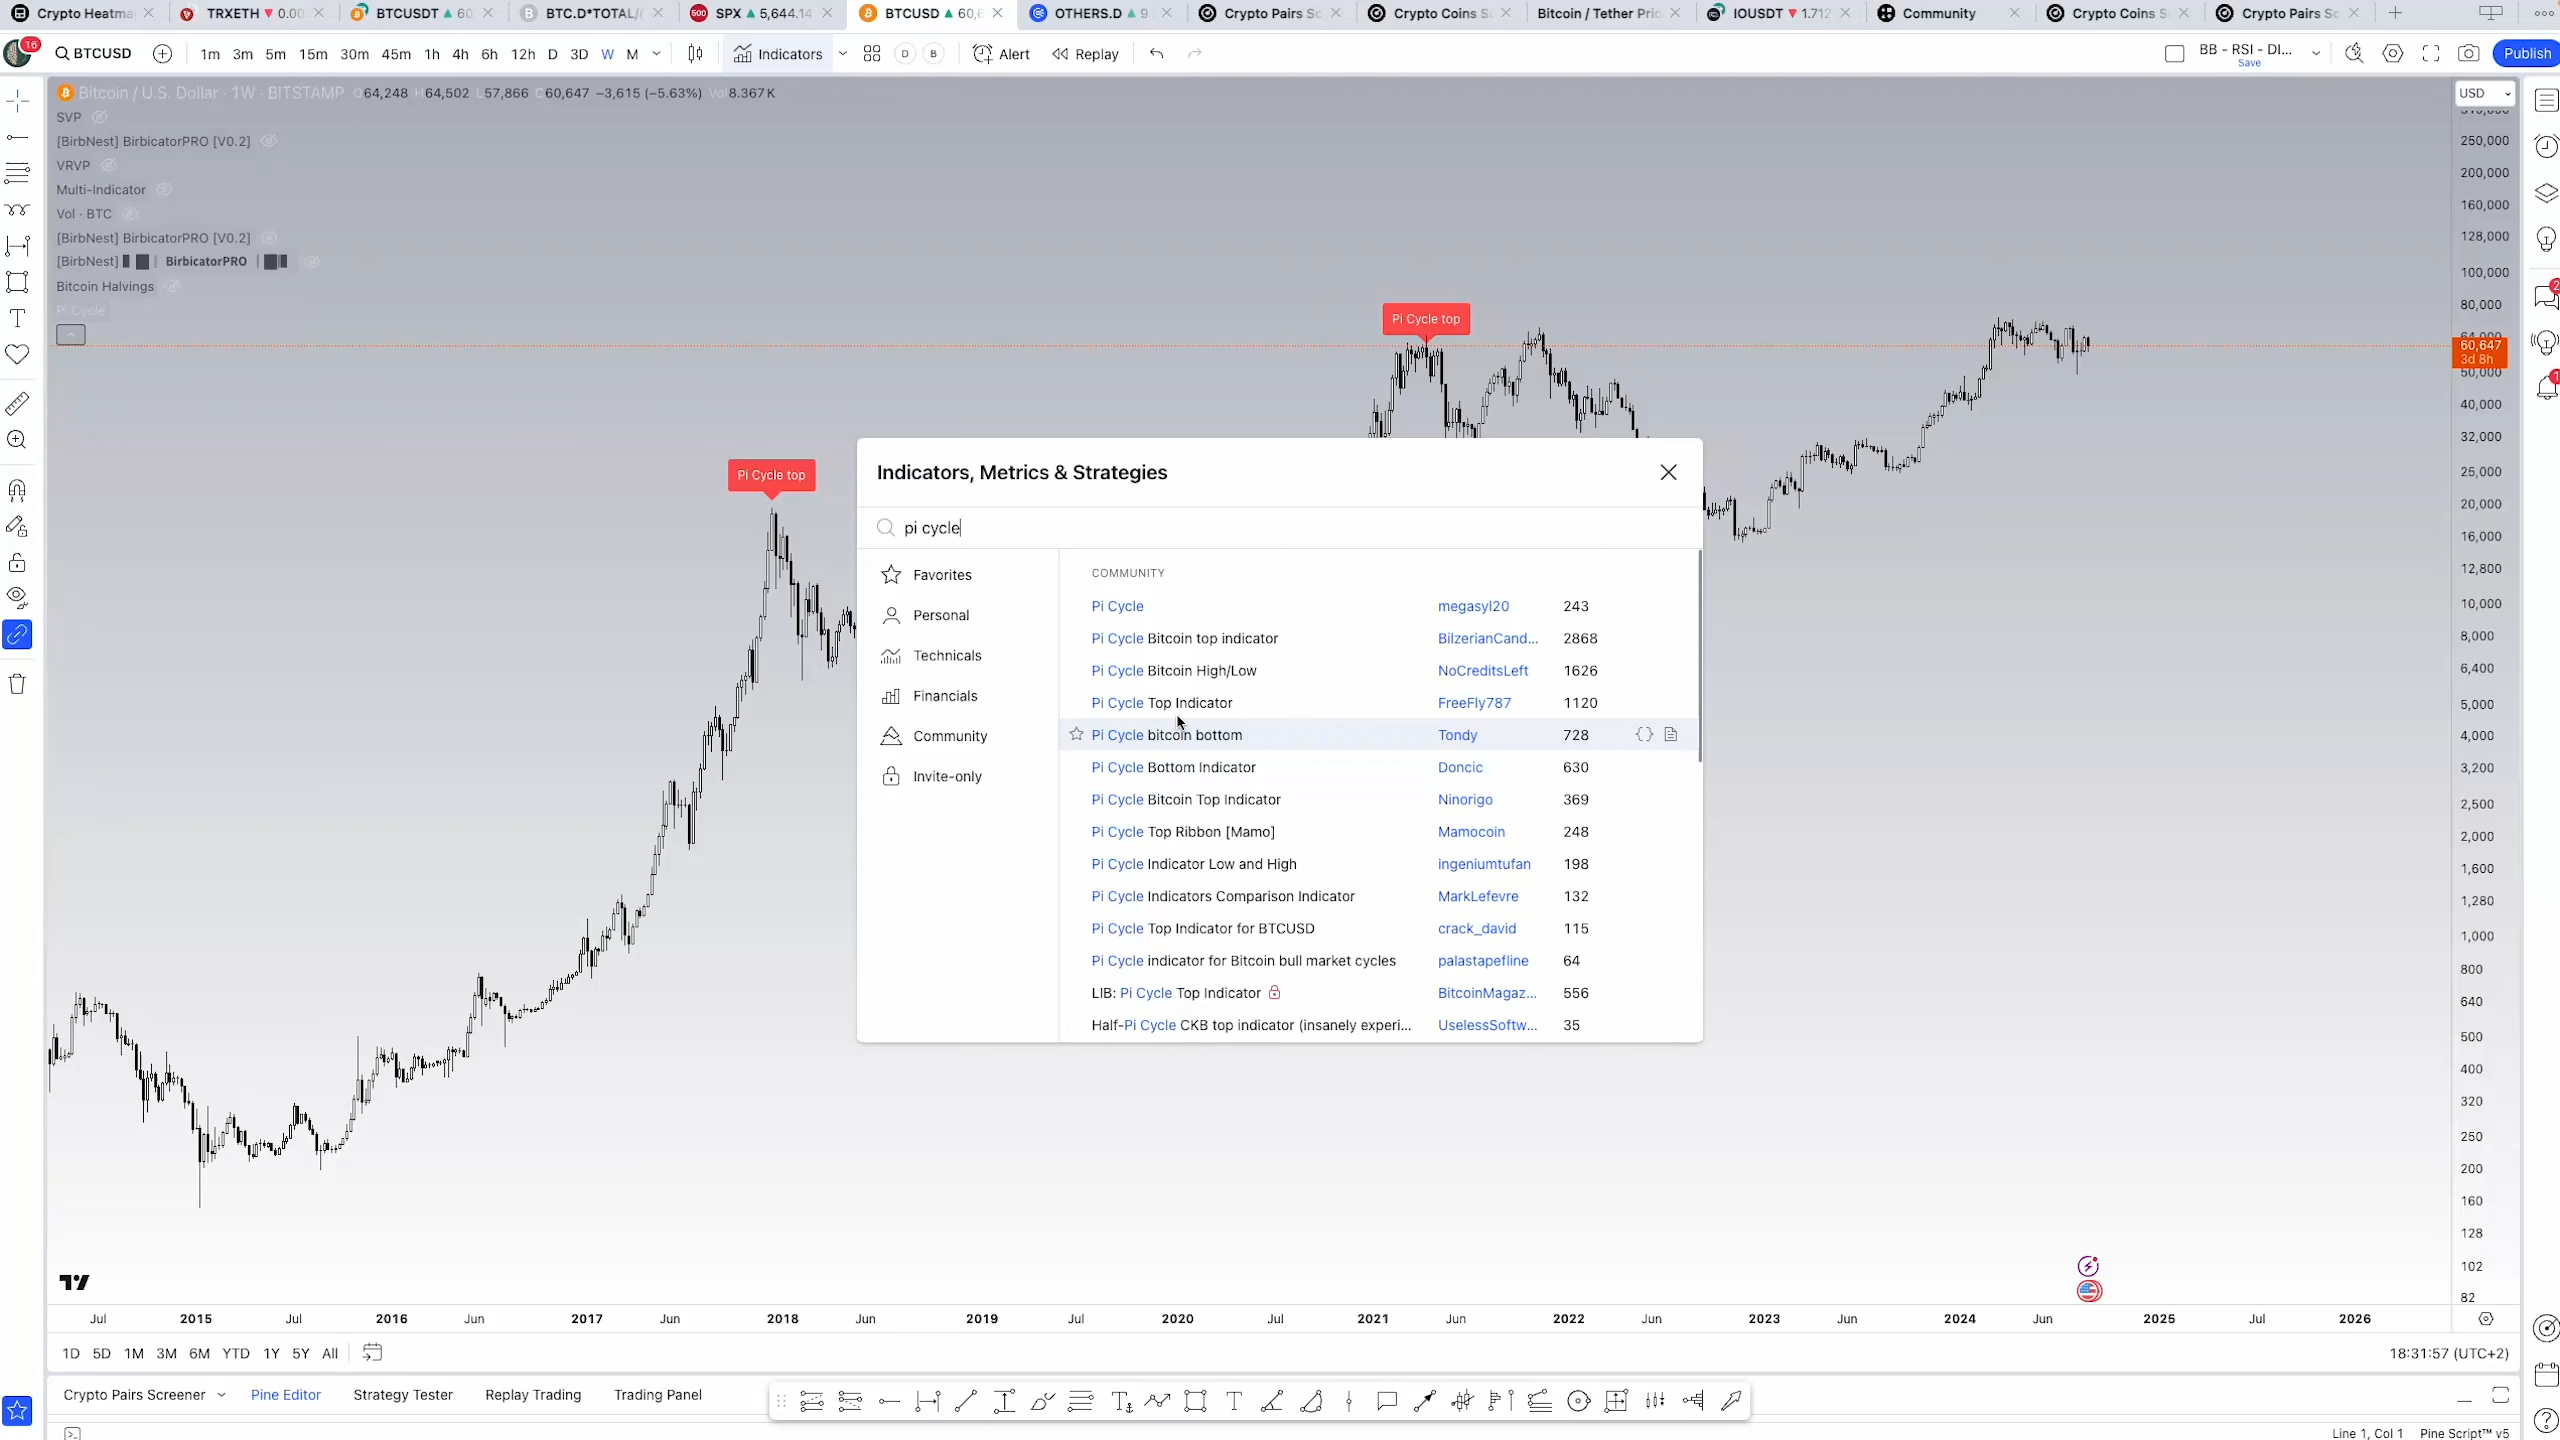 Crypto Heatma
TRXETH ▼ 0.00
BTCUSDT ▲ 60
BTC.D*TOTAL/
SPX ▲ 5,644.14
BTCUSD ▲ 60,6
OTHERS.D ▲ 9
Crypto Pairs Sc
Crypto Coins S
Bitcoin / Tether Pric
IOUSDT ▼ 1.712
Community
Crypto Coins S
Crypto Pairs Sc
16
BTCUSD
1m 3m 5m 15m 30m 45m 1h 4h 6h 12h D 3D W M
Indicators
D B
Alert
Replay
BB - RSI - DI...
Save
Publish
Bitcoin / U.S. Dollar · 1W · BITSTAMP O64,248 H64,502 L57,866 C60,647 −3,615 (−5.63%) Vol8.367 K
USD
SVP
[BirbNest] BirbicatorPRO [V0.2]
VRVP
Multi-Indicator
Vol · BTC
[BirbNest] BirbicatorPRO [V0.2]
[BirbNest] BirbicatorPRO
Bitcoin Halvings
Pi Cycle
Pi Cycle top
Pi Cycle top
250,000
200,000
160,000
128,000
100,000
80,000
60,647
3d 8h
50,000
40,000
32,000
25,000
20,000
16,000
12,800
10,000
8,000
6,400
5,000
4,000
3,200
2,500
2,000
1,600
1,280
1,000
800
640
500
400
320
250
200
160
128
102
82
Indicators, Metrics & Strategies
pi cycle
Favorites
Personal
Technicals
Financials
Community
Invite-only
COMMUNITY
Pi Cycle megasyl20 243
Pi Cycle Bitcoin top indicator BilzerianCand... 2868
Pi Cycle Bitcoin High/Low NoCreditsLeft 1626
Pi Cycle Top Indicator FreeFly787 1120
Pi Cycle bitcoin bottom Tondy 728
Pi Cycle Bottom Indicator Doncic 630
Pi Cycle Bitcoin Top Indicator Ninorigo 369
Pi Cycle Top Ribbon [Mamo] Mamocoin 248
Pi Cycle Indicator Low and High ingeniumtufan 198
Pi Cycle Indicators Comparison Indicator MarkLefevre 132
Pi Cycle Top Indicator for BTCUSD crack_david 115
Pi Cycle indicator for Bitcoin bull market cycles palastapefline 64
LIB: Pi Cycle Top Indicator BitcoinMagaz... 556
Half-Pi Cycle CKB top indicator (insanely experi... UselessSoftw... 35
Jul 2015 Jul 2016 Jun 2017 Jun 2018 Jun 2019 Jul 2020 Jul 2021 Jun 2022 Jun 2023 Jun 2024 Jun 2025 Jul 2026
1D 5D 1M 3M 6M YTD 1Y 5Y All
18:31:57 (UTC+2)
Crypto Pairs Screener Pine Editor Strategy Tester Replay Trading Trading Panel
Line 1, Col 1 Pine Script™ v5